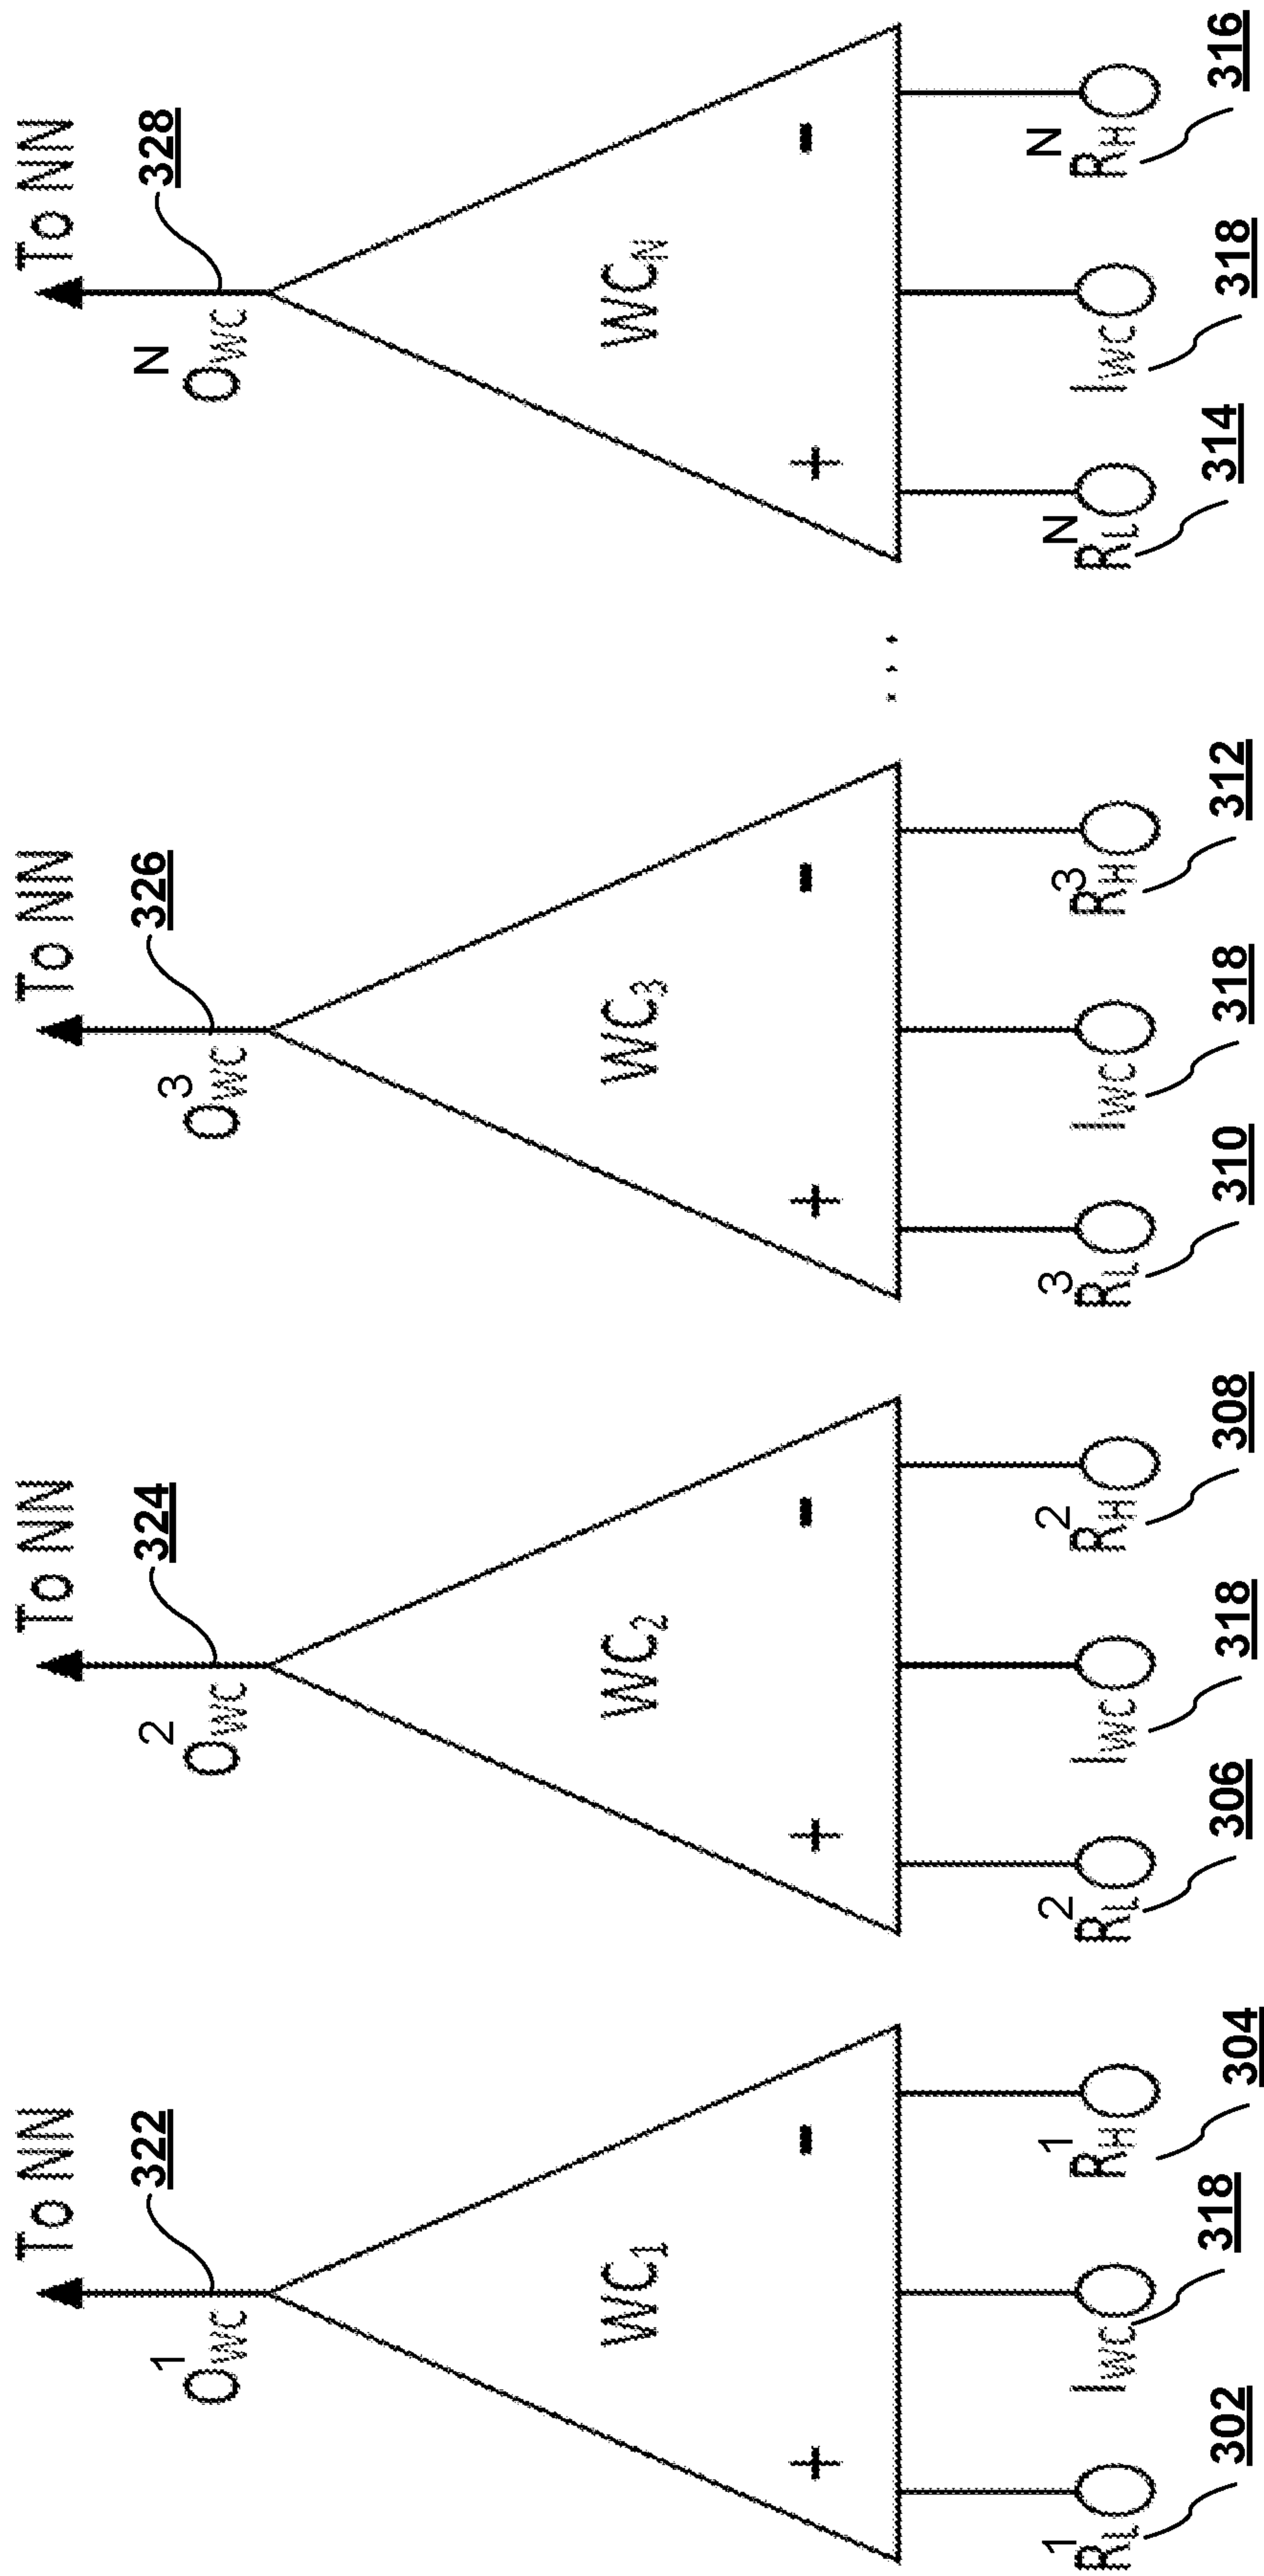 To NN To NN To NN To NN
322 324 326 328
O¹WC O²WC O³WC OᴺWC
WC₁ WC₂ WC₃ WCN
+ - + - + - + -
...
R¹L IWC R¹H R²L IWC R²H R³L IWC R³H RᴺL IWC RᴺH
302 318 304 306 318 308 310 318 312 314 318 316